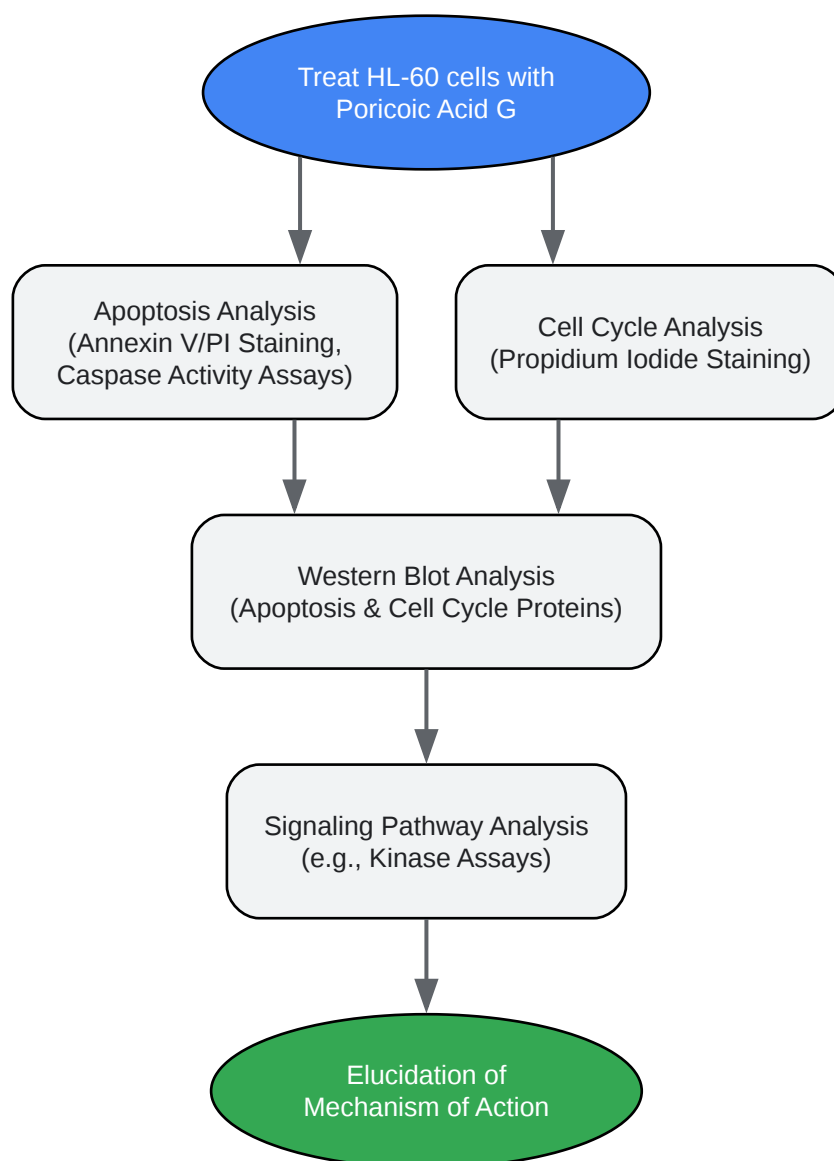 Treat HL-60 cells with
Poricoic Acid G
Apoptosis Analysis
(Annexin V/PI Staining,
Caspase Activity Assays)
Cell Cycle Analysis
(Propidium Iodide Staining)
Western Blot Analysis
(Apoptosis & Cell Cycle Proteins)
Signaling Pathway Analysis
(e.g., Kinase Assays)
Elucidation of
Mechanism of Action